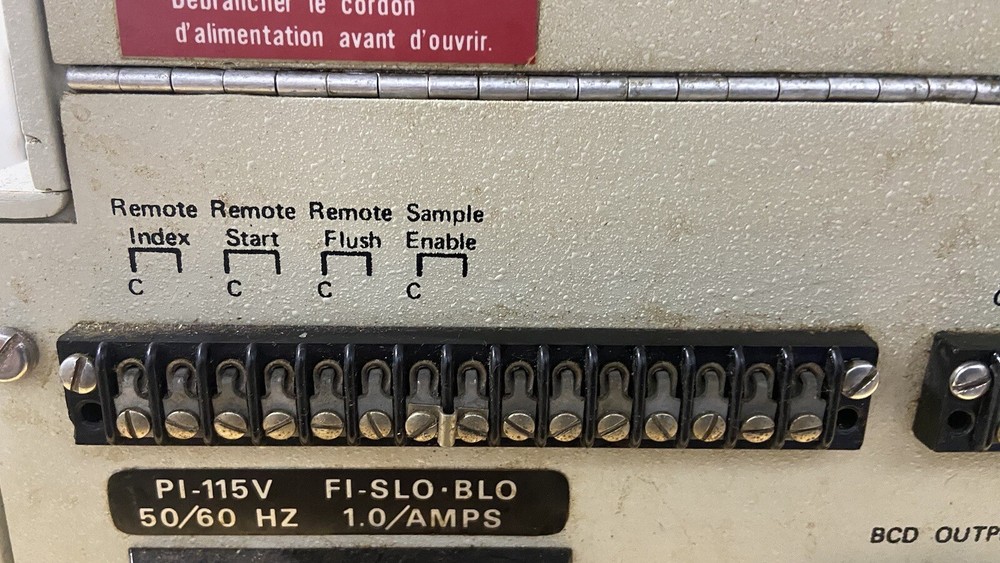 Débrancher le cordon
d'alimentation avant d'ouvrir.
Remote Remote Remote Sample
Index Start Flush Enable
C C C C
PI-115V FI-SLO·BLO
50/60 HZ 1.0/AMPS
BCD